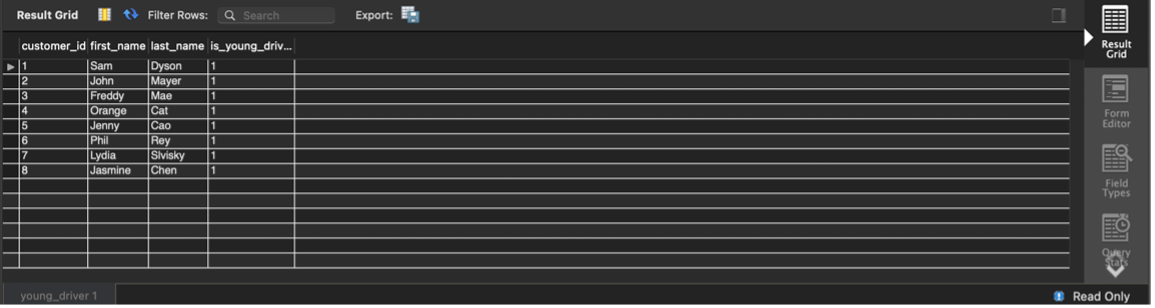 Result Grid Filter Rows: Search Export:
customer_id first_name last_name is_young_driv...
1 Sam Dyson 1
2 John Mayer 1
3 Freddy Mae 1
4 Orange Cat 1
5 Jenny Cao 1
6 Phil Rey 1
7 Lydia Slvisky 1
8 Jasmine Chen 1
Result
Grid
Form
Editor
Field
Types
Query
Stats
young_driver 1
Read Only